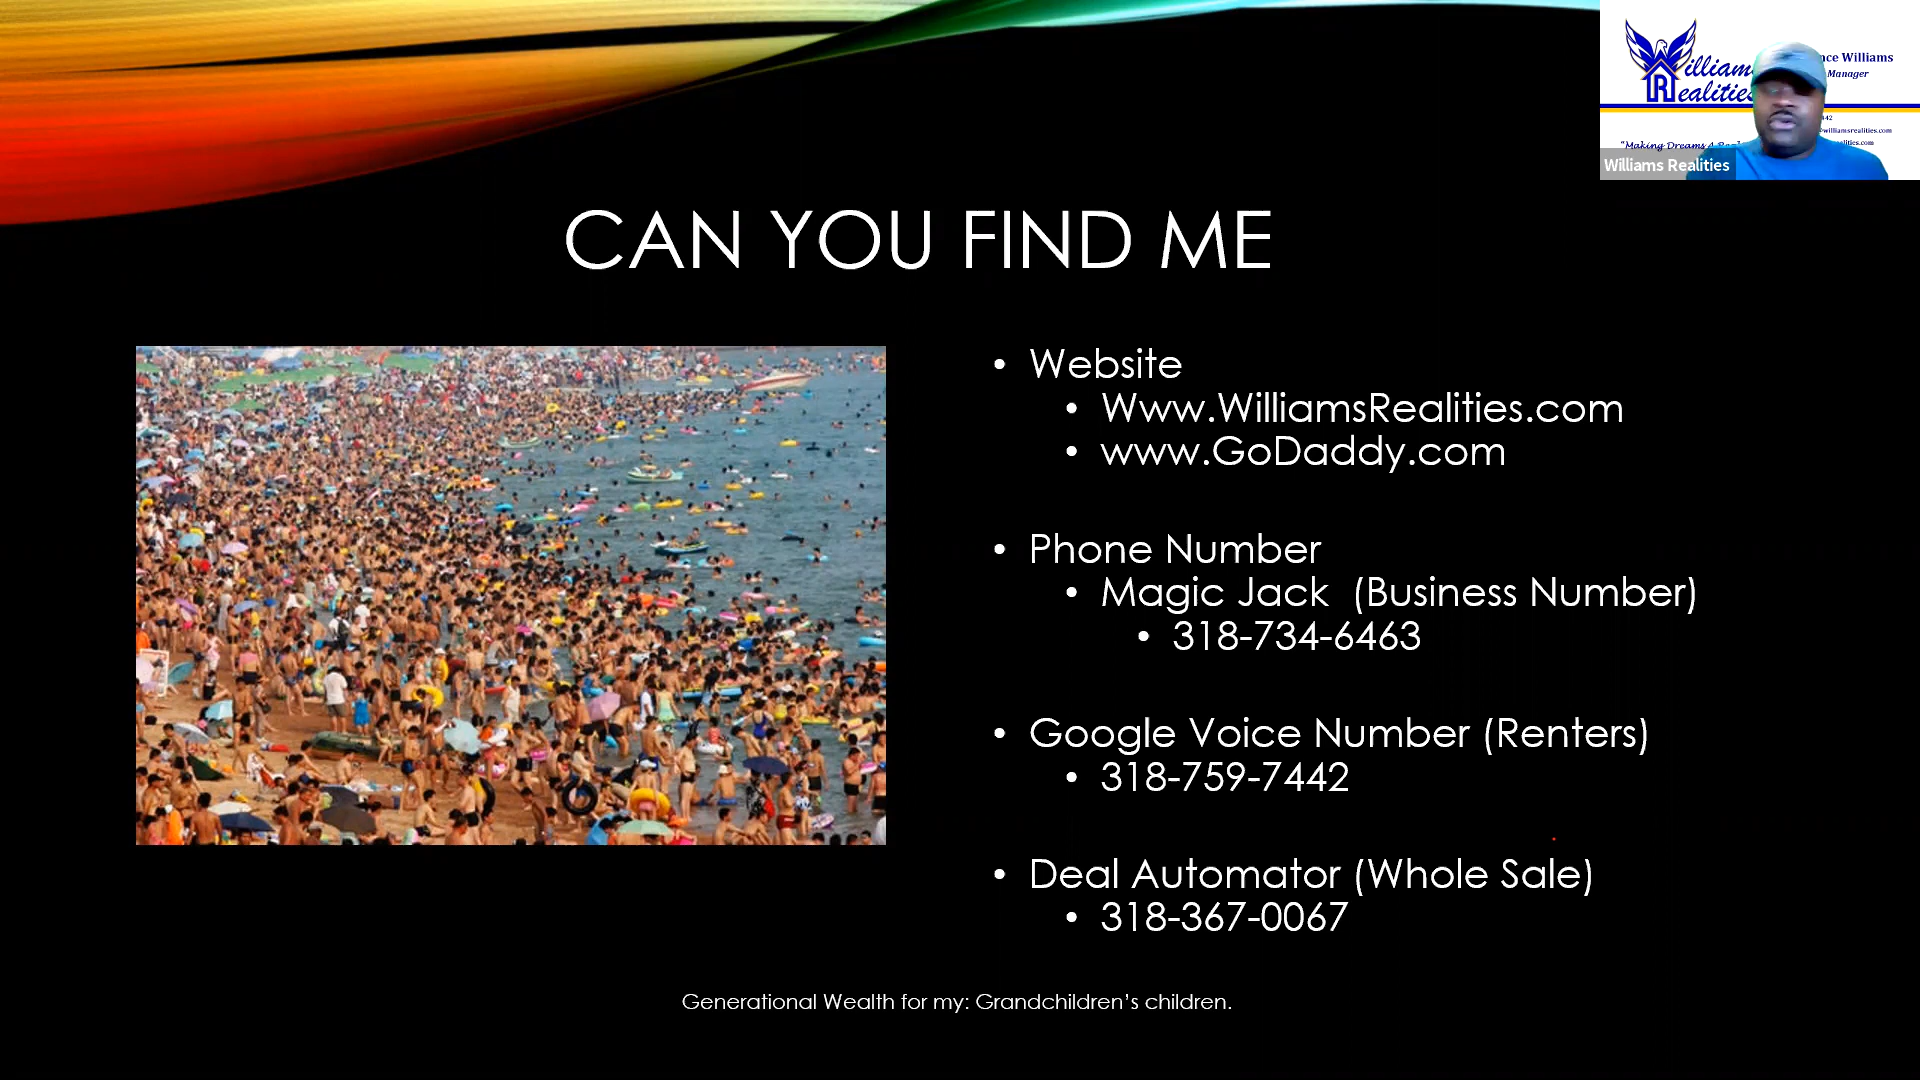 CAN YOU FIND ME
Website
Www.WilliamsRealities.com
www.GoDaddy.com
Phone Number
Magic Jack  (Business Number)
318-734-6463
Google Voice Number (Renters)
318-759-7442
Deal Automator (Whole Sale)
318-367-0067
Generational Wealth for my: Grandchildren’s children.
Williams
Manager
"Making Dreams A
Williams Realities